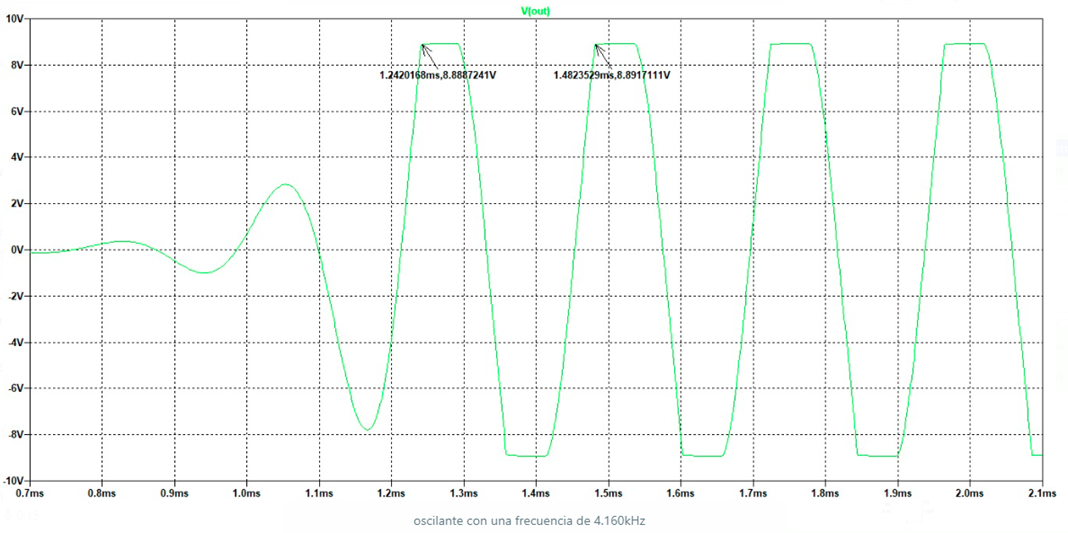 V(out)
10V
8V
1.2420168ms,8.8887241V 1.4823529ms,8.8917111V
6V
4V
2V
0V
-2V
-4V
-6V
-8V
-10V
0.7ms 0.8ms 0.9ms 1.0ms 1.1ms 1.2ms 1.3ms 1.4ms 1.5ms 1.6ms 1.7ms 1.8ms 1.9ms 2.0ms 2.1ms
oscilante con una frecuencia de 4.160kHz